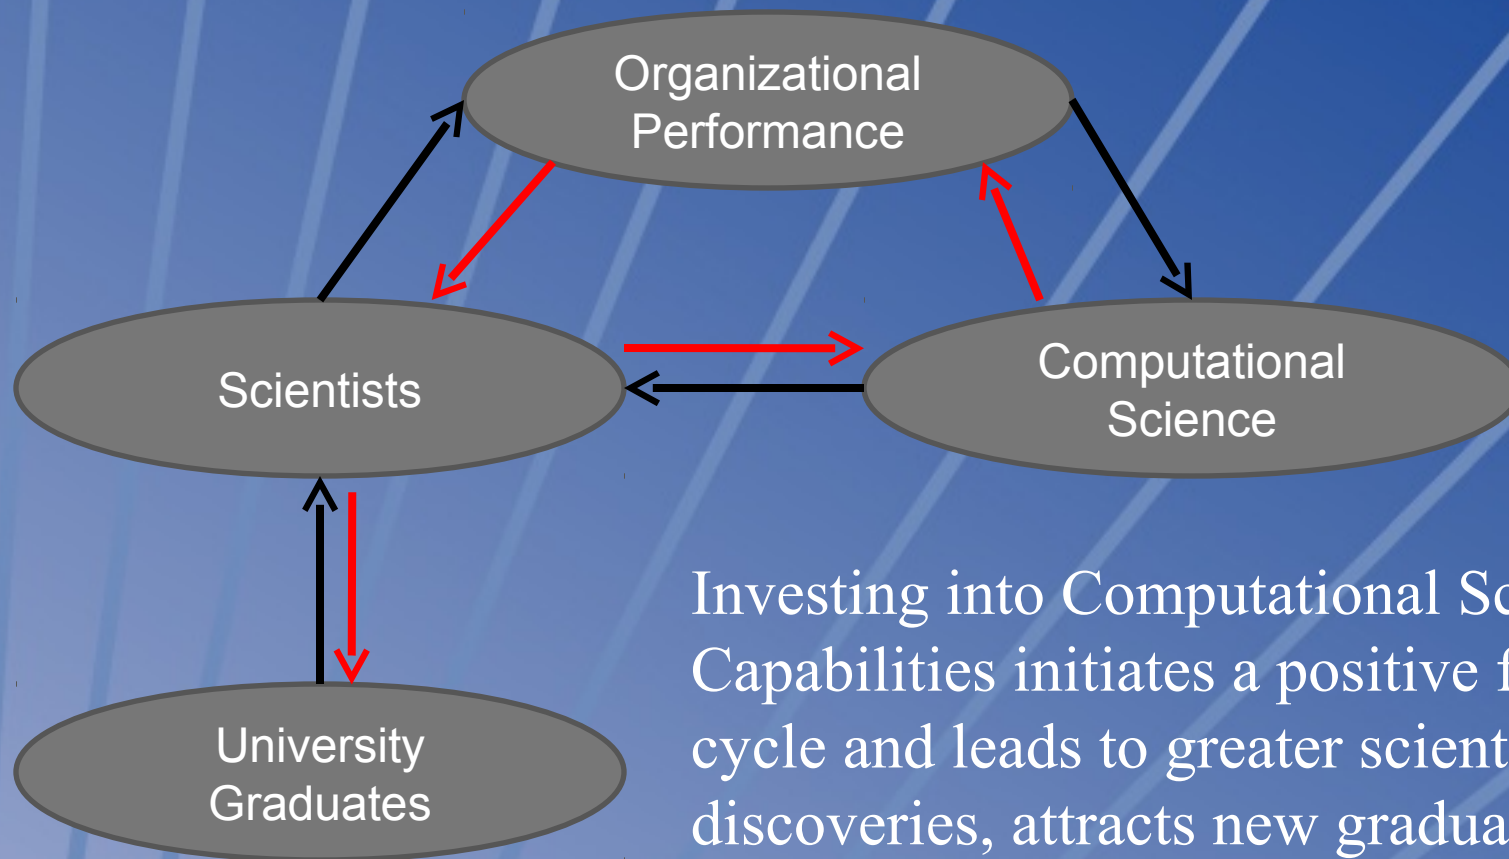 Organizational
Performance
Scientists
Computational
Science
University
Graduates
Investing into Computational
Capabilities initiates a positive
cycle and leads to greater
discoveries, attracts new